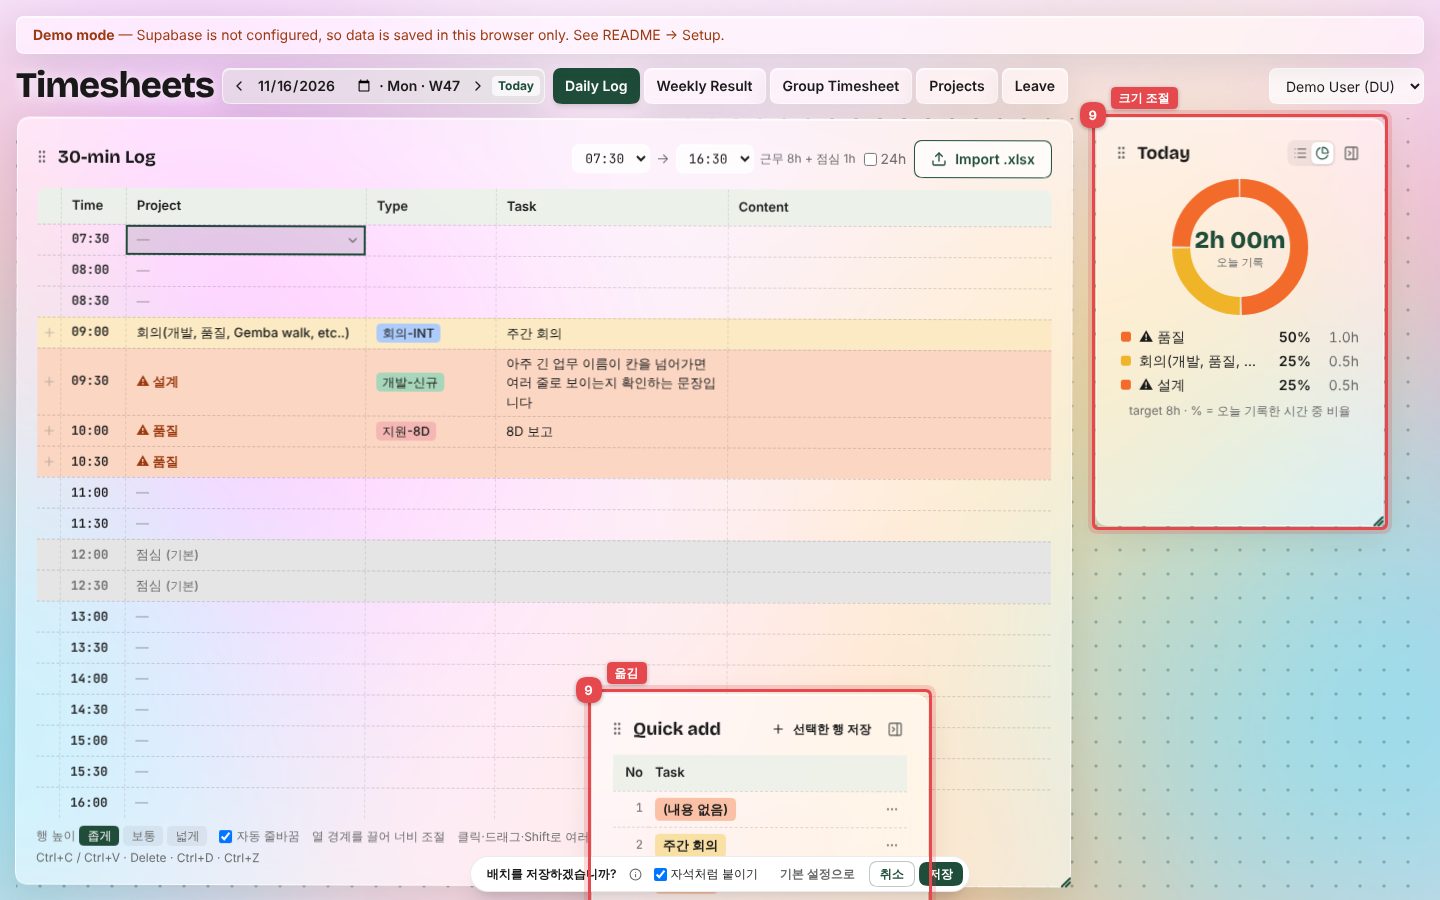 Demo mode — Supabase is not configured, so data is saved in this browser only. See README → Setup.
Timesheets
11/16/2026 · Mon · W47 Today
Daily Log
Weekly Result
Group Timesheet
Projects
Leave
Demo User (DU)
30-min Log
07:30 → 16:30 근무 8h + 점심 1h 24h Import .xlsx
Time Project Type Task Content
07:30 —
08:00 —
08:30 —
+ 09:00 회의(개발, 품질, Gemba walk, etc..) 회의-INT 주간 회의
+ 09:30 ⚠ 설계 개발-신규 아주 긴 업무 이름이 칸을 넘어가면
여러 줄로 보이는지 확인하는 문장입
니다
+ 10:00 ⚠ 품질 지원-8D 8D 보고
+ 10:30 ⚠ 품질
11:00 —
11:30 —
12:00 점심 (기본)
12:30 점심 (기본)
13:00 —
13:30 —
14:00 —
14:30 —
15:00 —
15:30 —
16:00 —
행 높이 좁게 보통 넓게 자동 줄바꿈 열 경계를 끌어 너비 조절 클릭·드래그·Shift로 여러
Ctrl+C / Ctrl+V · Delete · Ctrl+D · Ctrl+Z
9 크기 조절
Today
2h 00m
오늘 기록
⚠ 품질 50% 1.0h
회의(개발, 품질, ... 25% 0.5h
⚠ 설계 25% 0.5h
target 8h · % = 오늘 기록한 시간 중 비율
9 옮김
Quick add + 선택한 행 저장
No Task
1 (내용 없음) ...
2 주간 회의 ...
배치를 저장하겠습니까? 자석처럼 붙이기 기본 설정으로 취소 저장